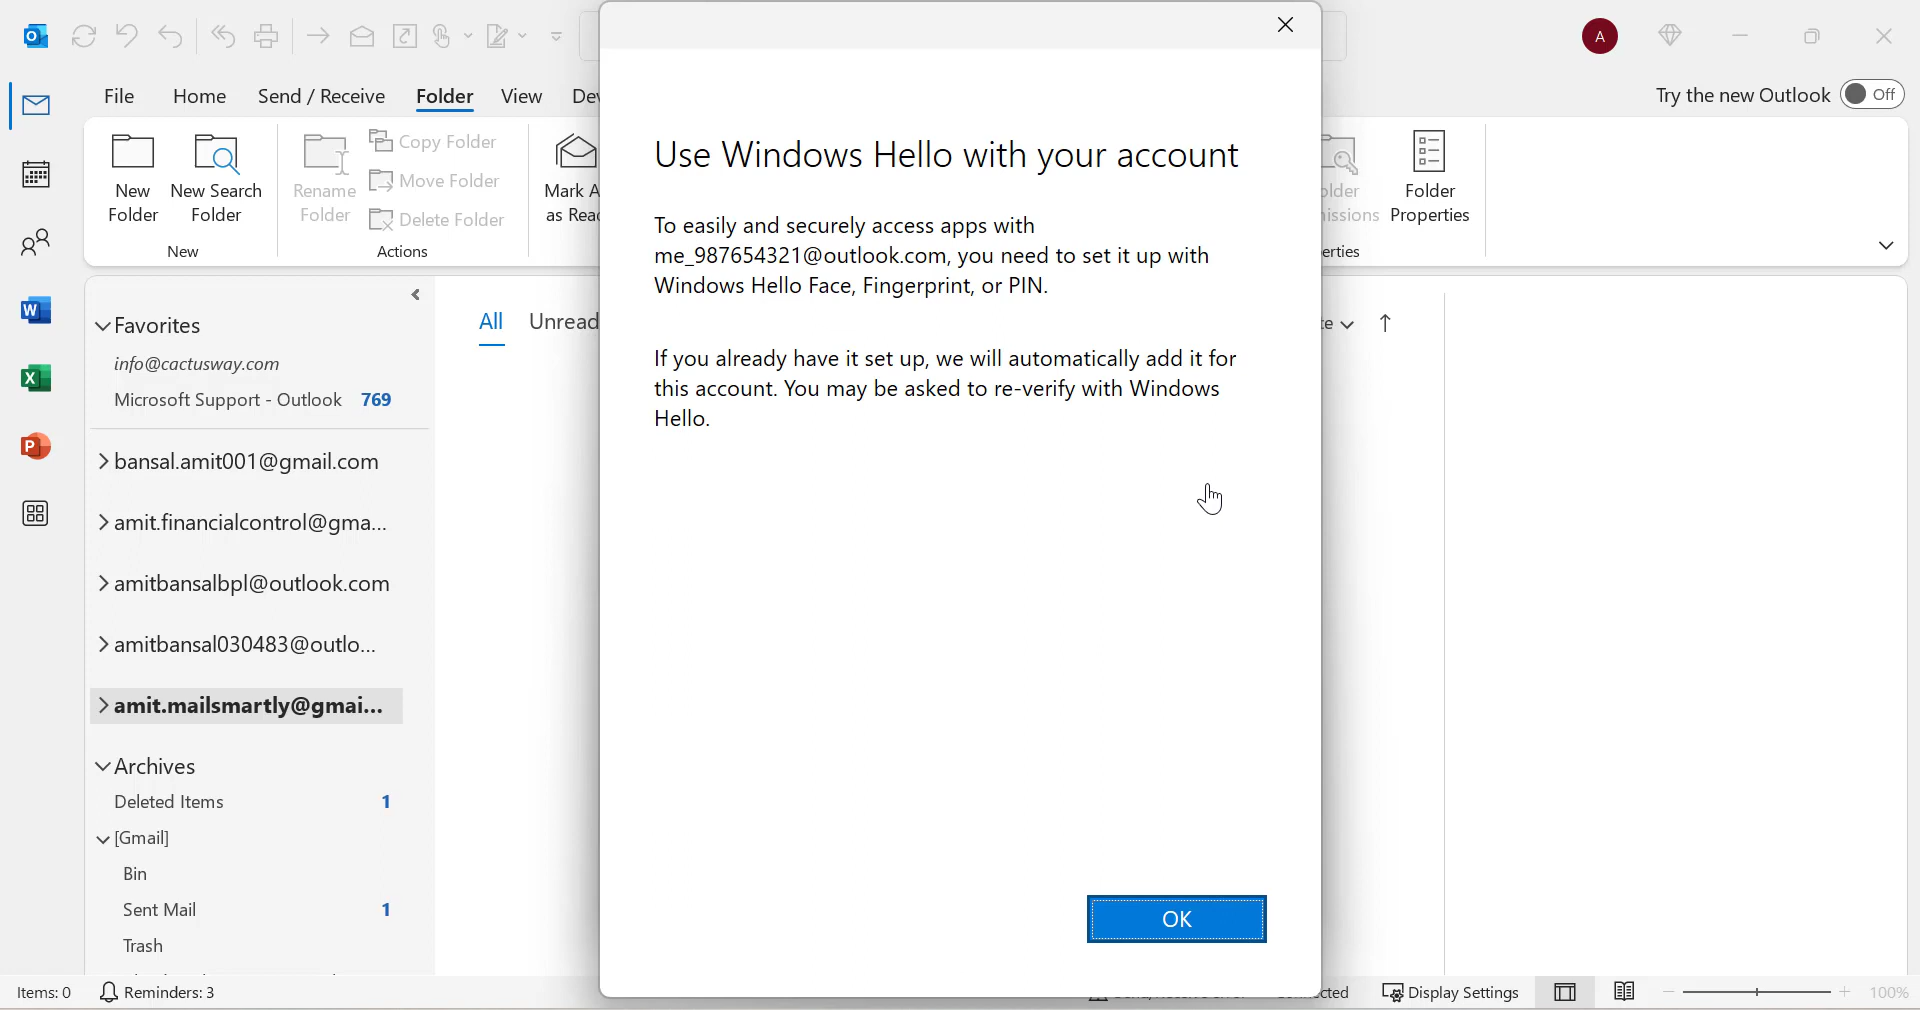 A
File Home Send / Receive Folder View
Try the new Outlook Off
New Folder
New Search Folder
Rename Folder
Copy Folder
Move Folder
Delete Folder
Mark A
as Rea
Folder Properties
New
Actions
Favorites
info@cactusway.com
Microsoft Support - Outlook 769
bansal.amit001@gmail.com
amit.financialcontrol@gma...
amitbansalbpl@outlook.com
amitbansal030483@outlo...
amit.mailsmartly@gmai...
Archives
Deleted Items 1
[Gmail]
Bin
Sent Mail 1
Trash
All Unread
Use Windows Hello with your account
To easily and securely access apps with
me_987654321@outlook.com, you need to set it up with
Windows Hello Face, Fingerprint, or PIN.
If you already have it set up, we will automatically add it for
this account. You may be asked to re-verify with Windows
Hello.
OK
Items: 0 Reminders: 3
Display Settings
100%